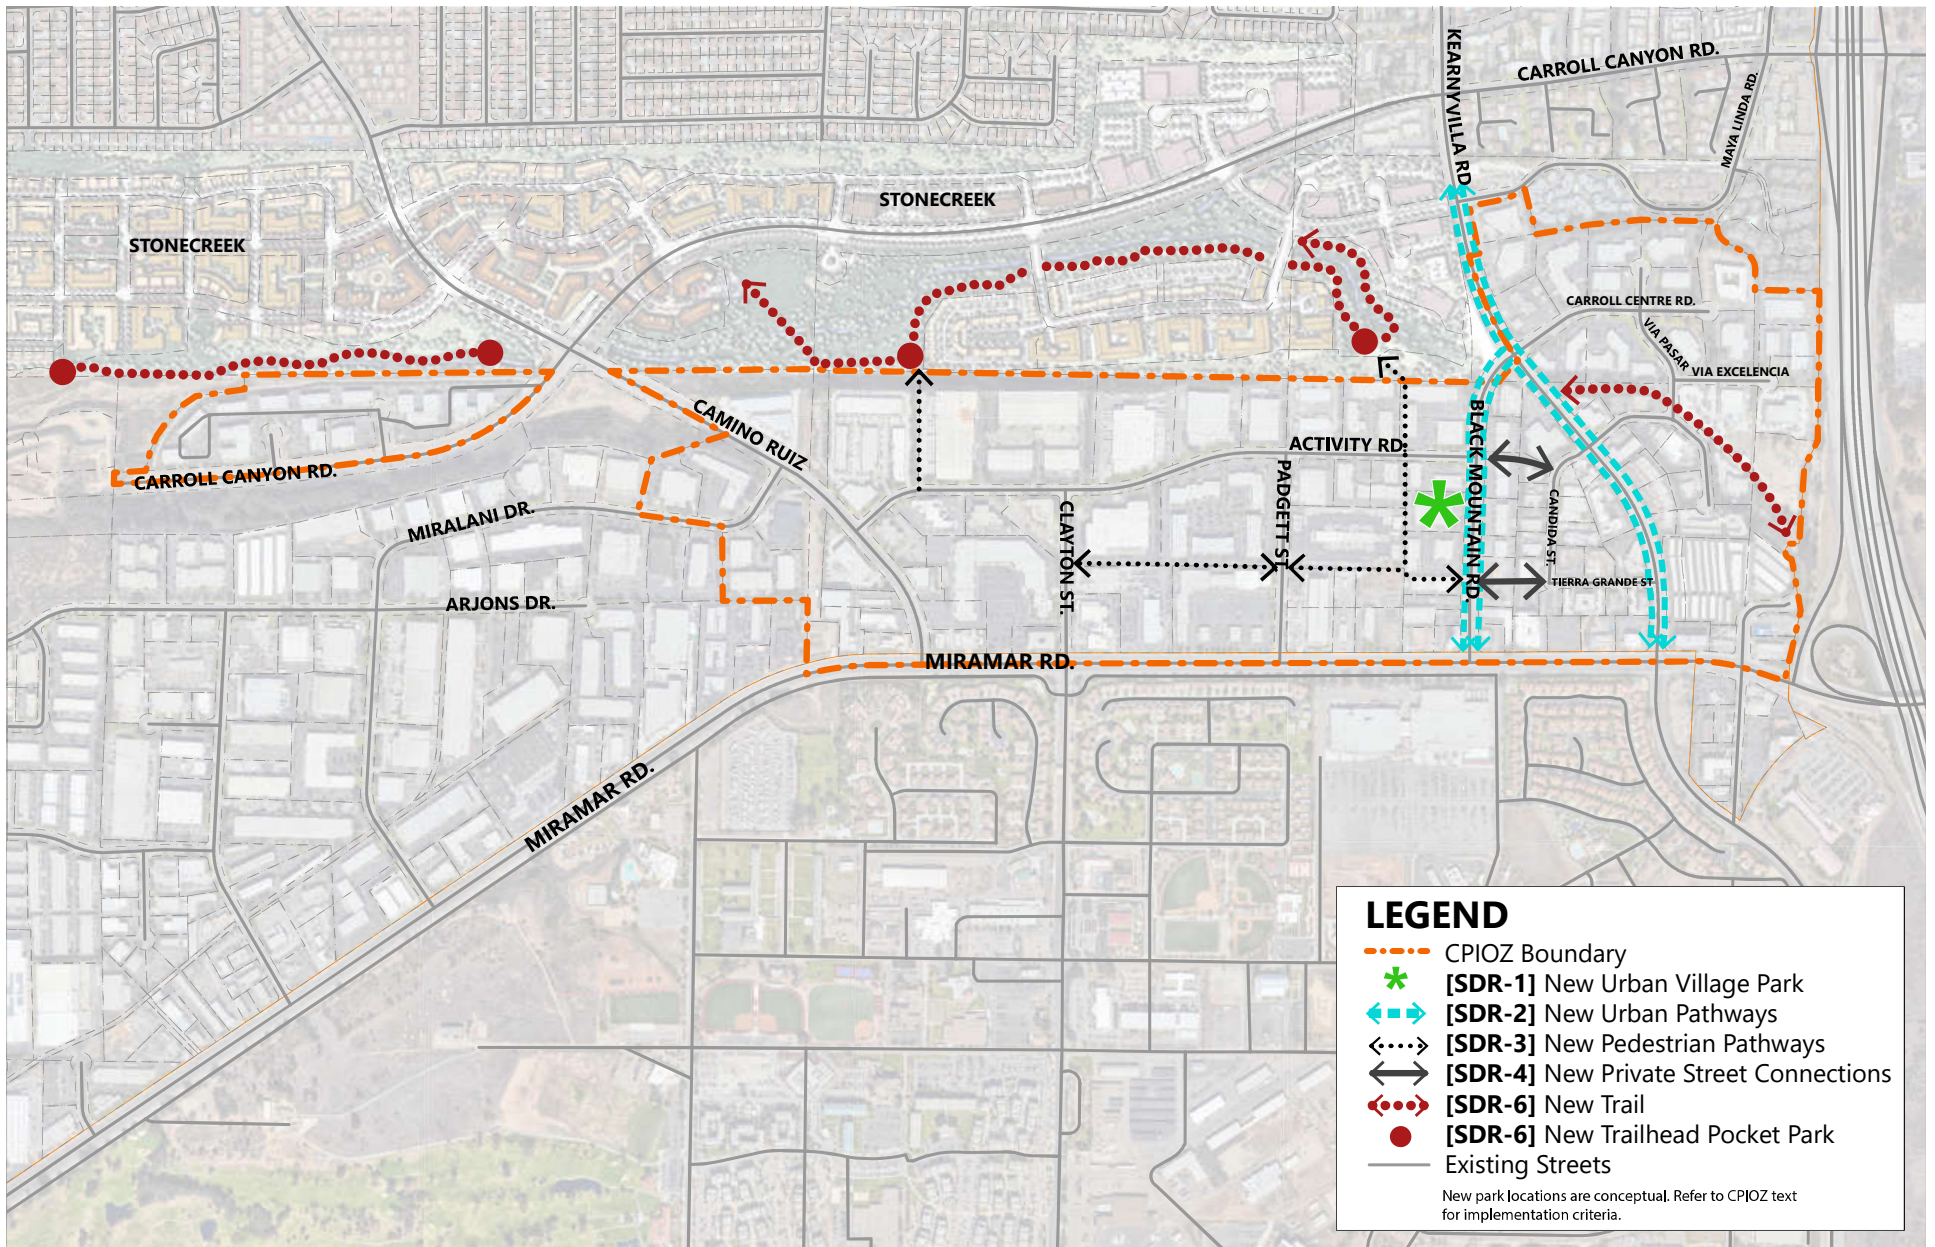 KEARNYVILLA RD
CARROLL CANYON RD.
MAYA LINDA RD.
STONECREEK
STONECREEK
CARROLL CENTRE RD.
VIA PASAR
VIA EXCELENCIA
CAMINO RUIZ
BLACK MOUNTAIN RD.
ACTIVITY RD
PADGETT ST.
CARROLL CANYON RD.
MIRALANI DR.
CLAYTON ST.
CANDIDA ST.
TIERRA GRANDE ST
ARJONS DR.
MIRAMAR RD.
MIRAMAR RD.
LEGEND
CPIOZ Boundary
[SDR-1] New Urban Village Park
[SDR-2] New Urban Pathways
[SDR-3] New Pedestrian Pathways
[SDR-4] New Private Street Connections
[SDR-6] New Trail
[SDR-6] New Trailhead Pocket Park
Existing Streets
New park locations are conceptual. Refer to CPIOZ text
for implementation criteria.